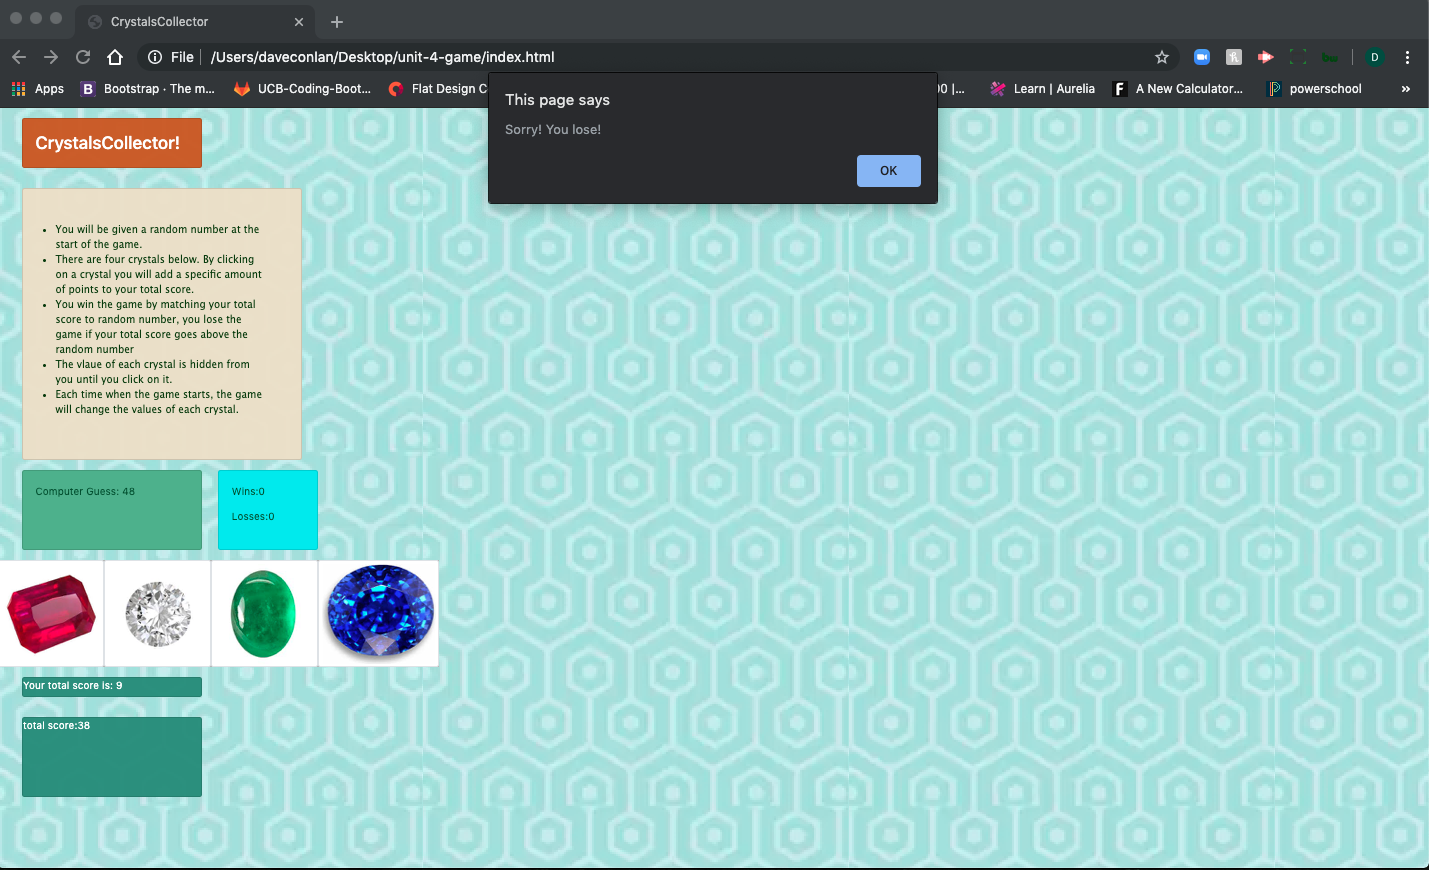 CrystalsCollector
File
/Users/daveconlan/Desktop/unit-4-game/index.html
D
Apps
B
Bootstrap · The m...
UCB-Coding-Boot...
Flat Design C
00 |...
Learn | Aurelia
F
A New Calculator...
P
powerschool
»
This page says
Sorry! You lose!
OK
CrystalsCollector!
• You will be given a random number at the
start of the game.
• There are four crystals below. By clicking
on a crystal you will add a specific amount
of points to your total score.
• You win the game by matching your total
score to random number, you lose the
game if your total score goes above the
random number
• The vlaue of each crystal is hidden from
you until you click on it.
• Each time when the game starts, the game
will change the values of each crystal.
Computer Guess: 48
Wins:0
Losses:0
Your total score is: 9
total score:38